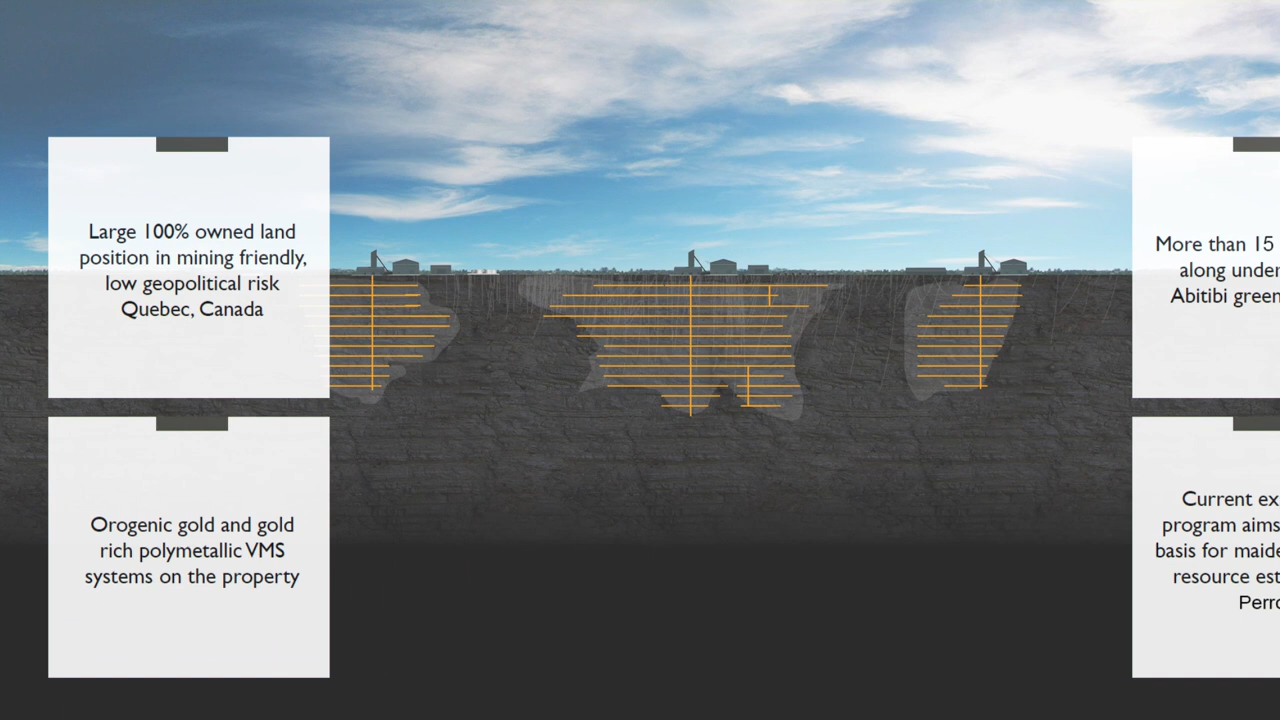 Large 100% owned land
position in mining friendly,
low geopolitical risk
Quebec, Canada
Orogenic gold and gold
rich polymetallic VMS
systems on the property
More than 15
along under
Abitibi green
Current ex
program aims
basis for maide
resource est
Perro